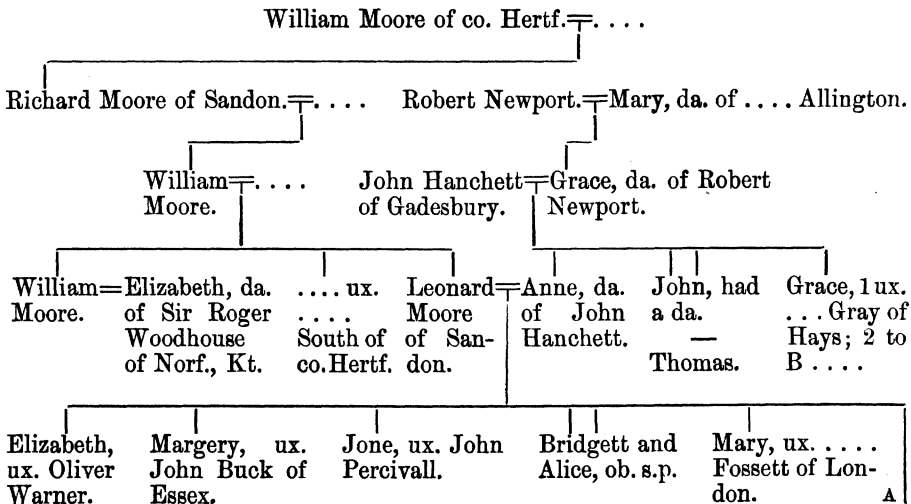 William Moore of co. Hertf.=. . . .
Richard Moore of Sandon.=. . . . Robert Newport.=Mary, da. of . . . . Allington.
William=. . . . John Hanchett=Grace, da. of Robert
Moore. of Gadesbury. Newport.
William=Elizabeth, da. . . . . ux. Leonard=Anne, da. John, had Grace, 1 ux.
Moore. of Sir Roger . . . . Moore of John a da. . . . Gray of
Woodhouse South of of San- Hanchett. — Hays; 2 to
of Norf., Kt. co. Hertf. don. Thomas. B . . . .
Elizabeth, Margery, ux. Jone, ux. John Bridgett and Mary, ux. . . . . .
ux. Oliver John Buck of Percivall. Alice, ob. s.p. Fossett of Lon-
Warner. Essex. don. A